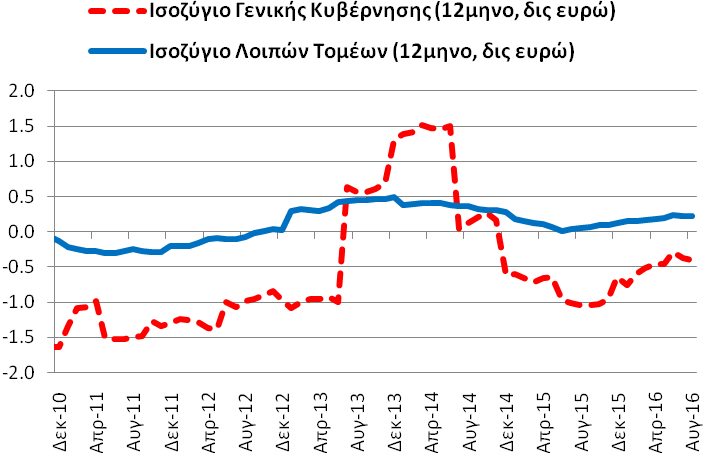 Ισοζύγιο Γενικής Κυβέρνησης (12μηνο, δις ευρώ)
Ισοζύγιο Λοιπών Τομέων (12μηνο, δις ευρώ)
2.0
1.5
1.0
0.5
0.0
-0.5
-1.0
-1.5
-2.0
Δεκ-10
Απρ-11
Αυγ-11
Δεκ-11
Απρ-12
Αυγ-12
Δεκ-12
Απρ-13
Αυγ-13
Δεκ-13
Απρ-14
Αυγ-14
Δεκ-14
Απρ-15
Αυγ-15
Δεκ-15
Απρ-16
Αυγ-16